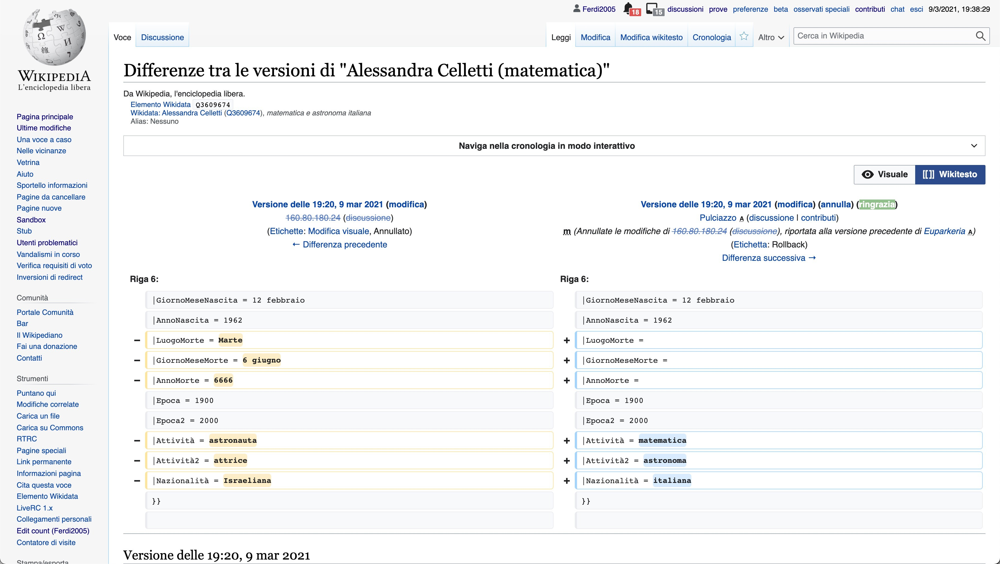 Ferdi2005 18 15 discussioni prove preferenze beta osservati speciali contributi chat esci 9/3/2021, 19:38:29
Voce Discussione Leggi Modifica Modifica wikitesto Cronologia Altro Cerca in Wikipedia
WIKIPEDIA
L'enciclopedia libera
Pagina principale
Ultime modifiche
Una voce a caso
Nelle vicinanze
Vetrina
Aiuto
Sportello informazioni
Pagine da cancellare
Pagine nuove
Sandbox
Stub
Utenti problematici
Vandalismi in corso
Verifica requisiti di voto
Inversioni di redirect
Comunità
Portale Comunità
Bar
Il Wikipediano
Fai una donazione
Contatti
Strumenti
Puntano qui
Modifiche correlate
Carica un file
Carica su Commons
RTRC
Pagine speciali
Link permanente
Informazioni pagina
Cita questa voce
Elemento Wikidata
LiveRC 1.x
Collegamenti personali
Edit count (Ferdi2005)
Contatore di visite
Stampa/esporta
Differenze tra le versioni di "Alessandra Celletti (matematica)"
Da Wikipedia, l'enciclopedia libera.
Elemento Wikidata Q3609674
Wikidata: Alessandra Celletti (Q3609674), matematica e astronoma italiana
Alias: Nessuno
Naviga nella cronologia in modo interattivo
Visuale [[]] Wikitesto
Versione delle 19:20, 9 mar 2021 (modifica)
160.80.180.24 (discussione)
(Etichette: Modifica visuale, Annullato)
← Differenza precedente
Versione delle 19:20, 9 mar 2021 (modifica) (annulla) (ringrazia)
Pulciazzo A (discussione | contributi)
m (Annullate le modifiche di 160.80.180.24 (discussione), riportata alla versione precedente di Euparkeria A)
(Etichetta: Rollback)
Differenza successiva →
Riga 6:
|GiornoMeseNascita = 12 febbraio
|AnnoNascita = 1962
− |LuogoMorte = Marte
− |GiornoMeseMorte = 6 giugno
− |AnnoMorte = 6666
|Epoca = 1900
|Epoca2 = 2000
− |Attività = astronauta
− |Attività2 = attrice
− |Nazionalità = Israeliana
}}
Riga 6:
|GiornoMeseNascita = 12 febbraio
|AnnoNascita = 1962
+ |LuogoMorte =
+ |GiornoMeseMorte =
+ |AnnoMorte =
|Epoca = 1900
|Epoca2 = 2000
+ |Attività = matematica
+ |Attività2 = astronoma
+ |Nazionalità = italiana
}}
Versione delle 19:20, 9 mar 2021